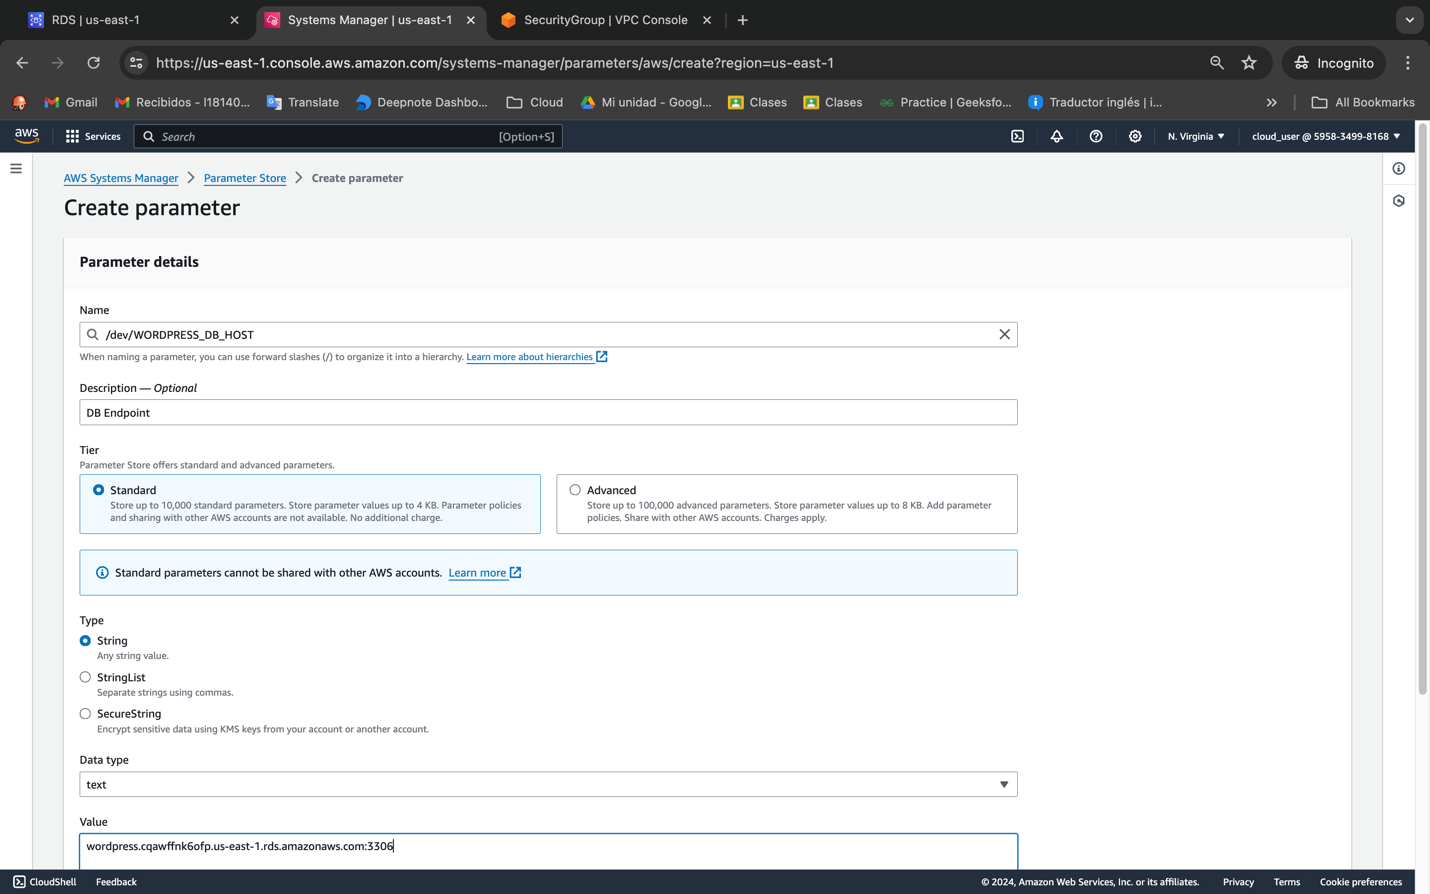 RDS | us-east-1
Systems Manager | us-east-1
SecurityGroup | VPC Console
https://us-east-1.console.aws.amazon.com/systems-manager/parameters/aws/create?region=us-east-1
Incognito
Gmail
Recibidos - l18140...
Translate
Deepnote Dashbo...
Cloud
Mi unidad - Googl...
Clases
Clases
Practice | Geeksfo...
Traductor inglés | i...
All Bookmarks
aws
Services
Search
[Option+S]
N. Virginia
cloud_user @ 5958-3499-8168
AWS Systems Manager
Parameter Store
Create parameter
Create parameter
Parameter details
Name
/dev/WORDPRESS_DB_HOST
When naming a parameter, you can use forward slashes (/) to organize it into a hierarchy. Learn more about hierarchies
Description — Optional
DB Endpoint
Tier
Parameter Store offers standard and advanced parameters.
Standard
Store up to 10,000 standard parameters. Store parameter values up to 4 KB. Parameter policies
and sharing with other AWS accounts are not available. No additional charge.
Advanced
Store up to 100,000 advanced parameters. Store parameter values up to 8 KB. Add parameter
policies. Share with other AWS accounts. Charges apply.
Standard parameters cannot be shared with other AWS accounts. Learn more
Type
String
Any string value.
StringList
Separate strings using commas.
SecureString
Encrypt sensitive data using KMS keys from your account or another account.
Data type
text
Value
wordpress.cqawffnk6ofp.us-east-1.rds.amazonaws.com:3306
CloudShell
Feedback
© 2024, Amazon Web Services, Inc. or its affiliates.
Privacy
Terms
Cookie preferences